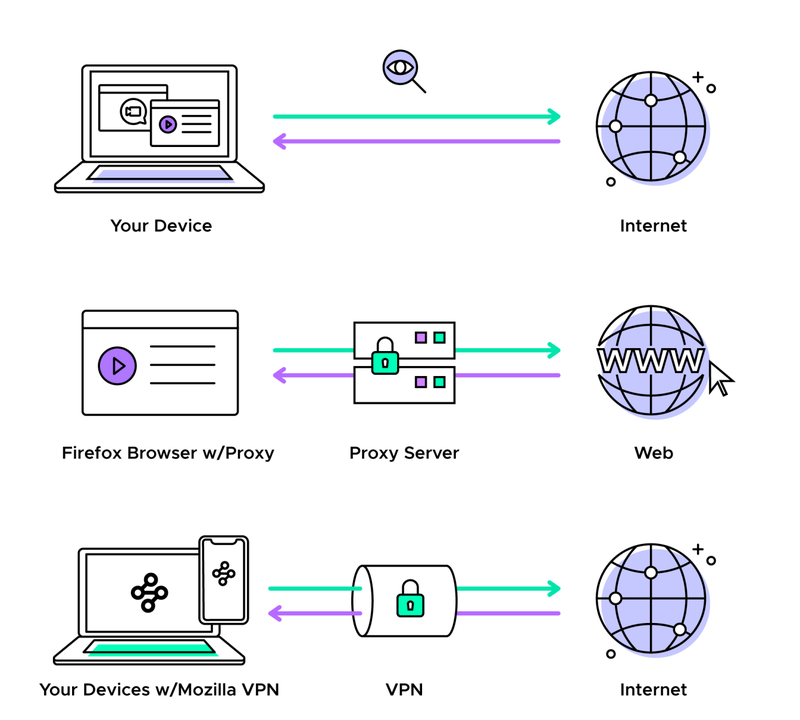 Your Device
Internet
WWW
Firefox Browser w/Proxy
Proxy Server
Web
Your Devices w/Mozilla VPN
VPN
Internet